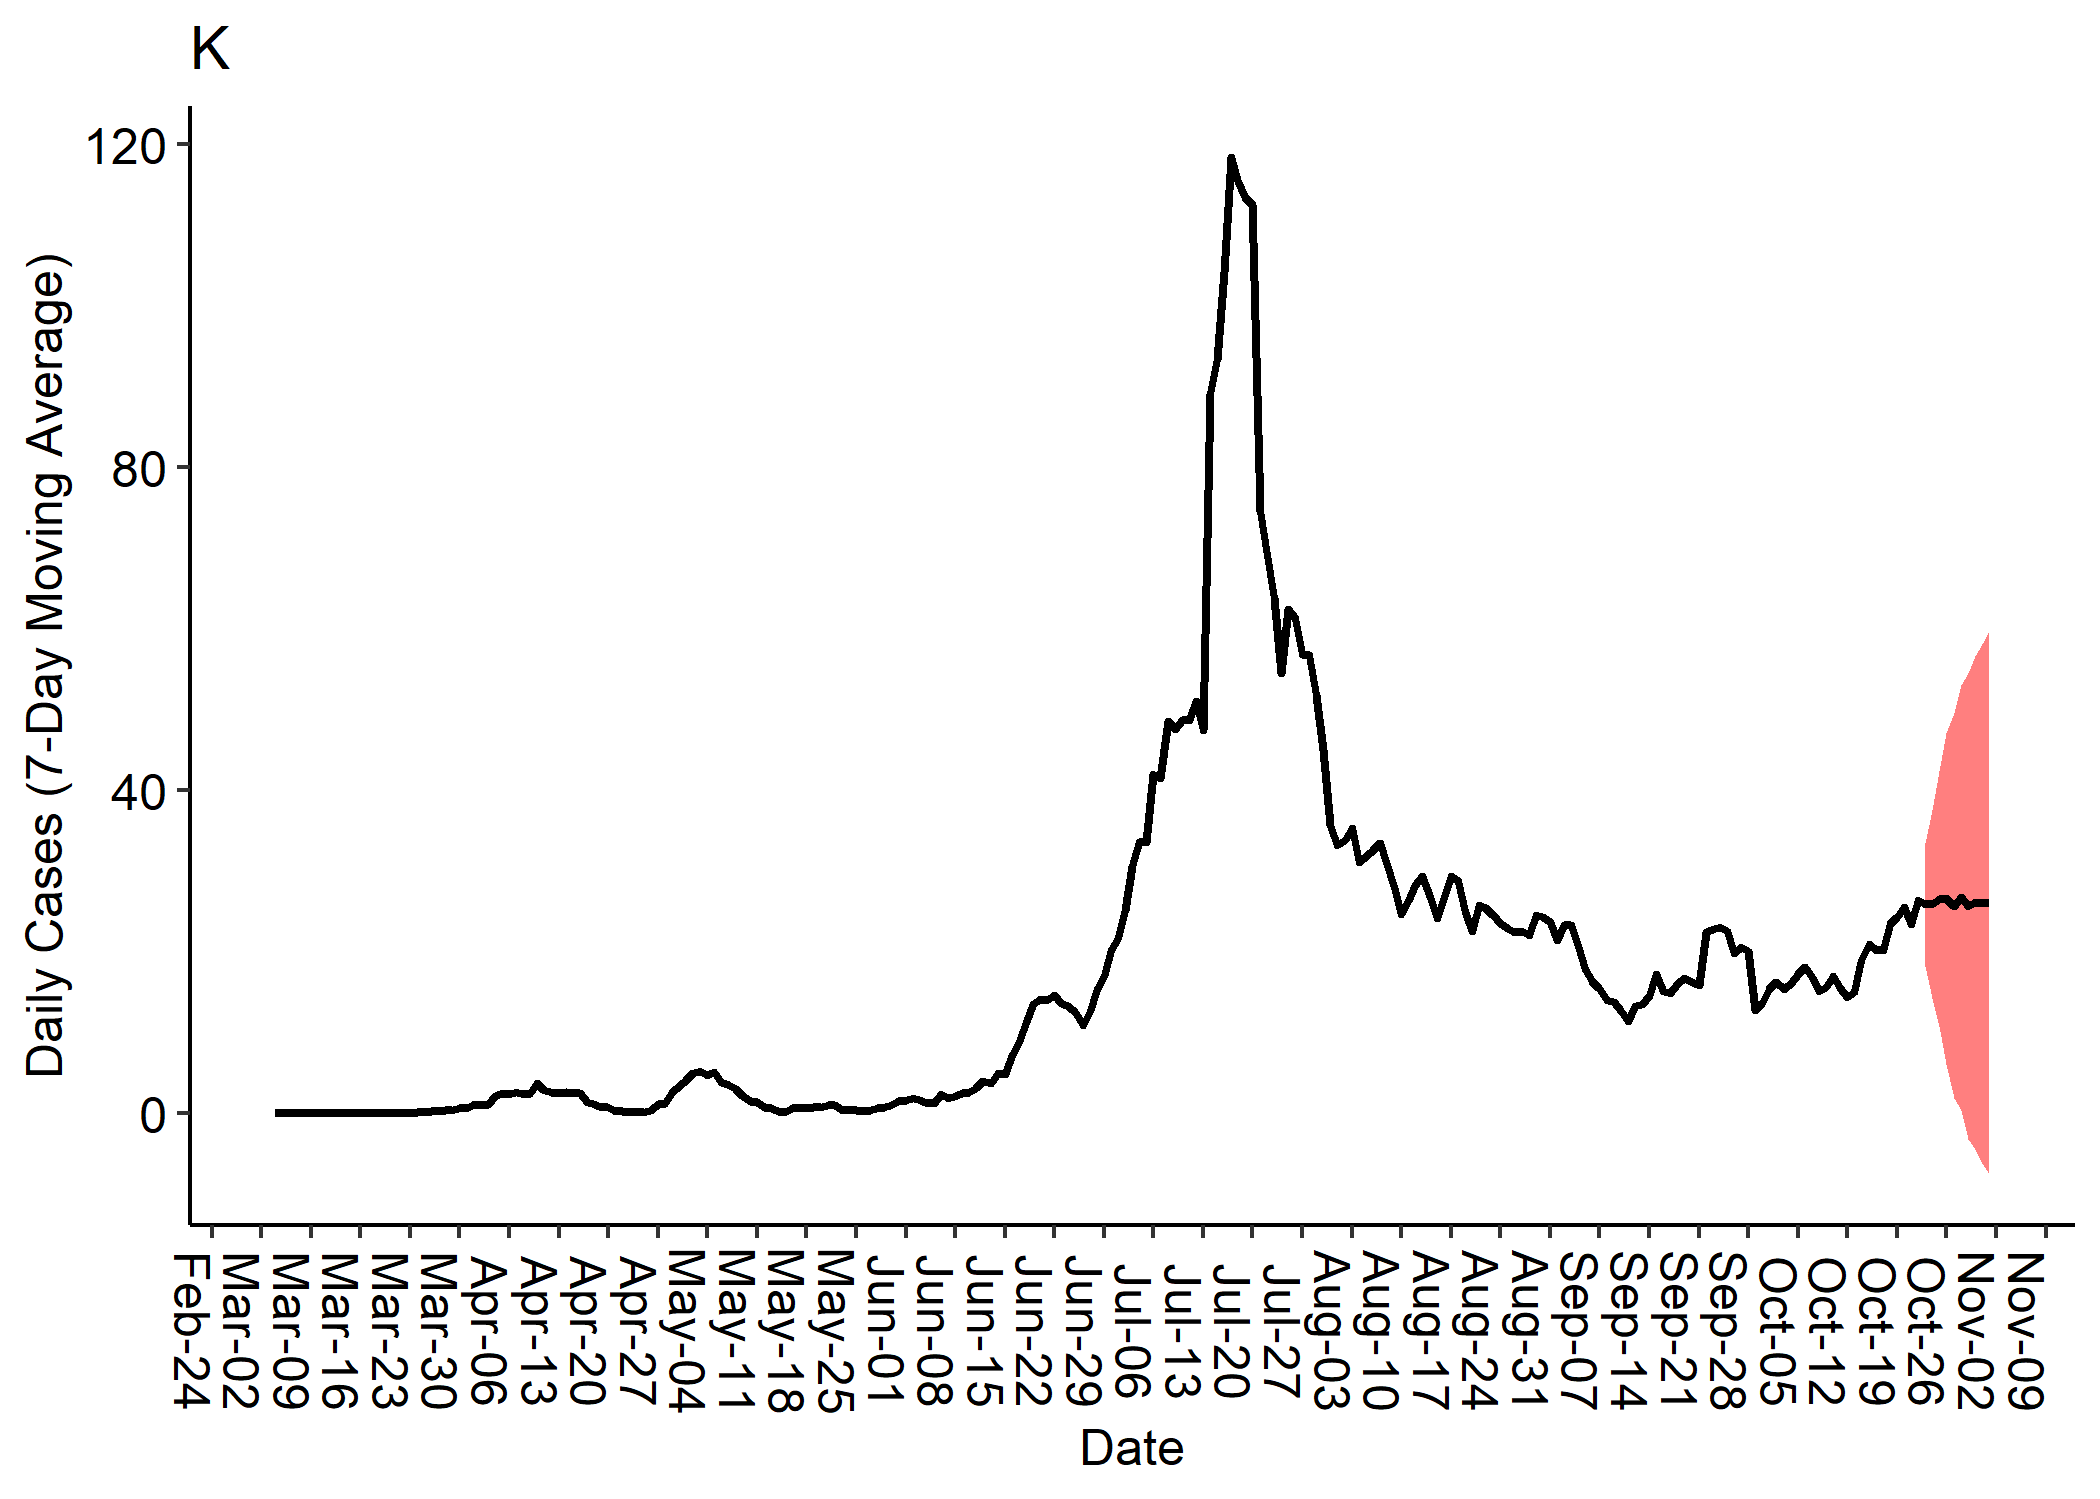 K
120
80
40
0
Daily Cases (7-Day Moving Average)
Feb-24
Mar-02
Mar-09
Mar-16
Mar-23
Mar-30
Apr-06
Apr-13
Apr-20
Apr-27
May-04
May-11
May-18
May-25
Jun-01
Jun-08
Jun-15
Jun-22
Jun-29
Jul-06
Jul-13
Jul-20
Jul-27
Aug-03
Aug-10
Aug-17
Aug-24
Aug-31
Sep-07
Sep-14
Sep-21
Sep-28
Oct-05
Oct-12
Oct-19
Oct-26
Nov-02
Nov-09
Date